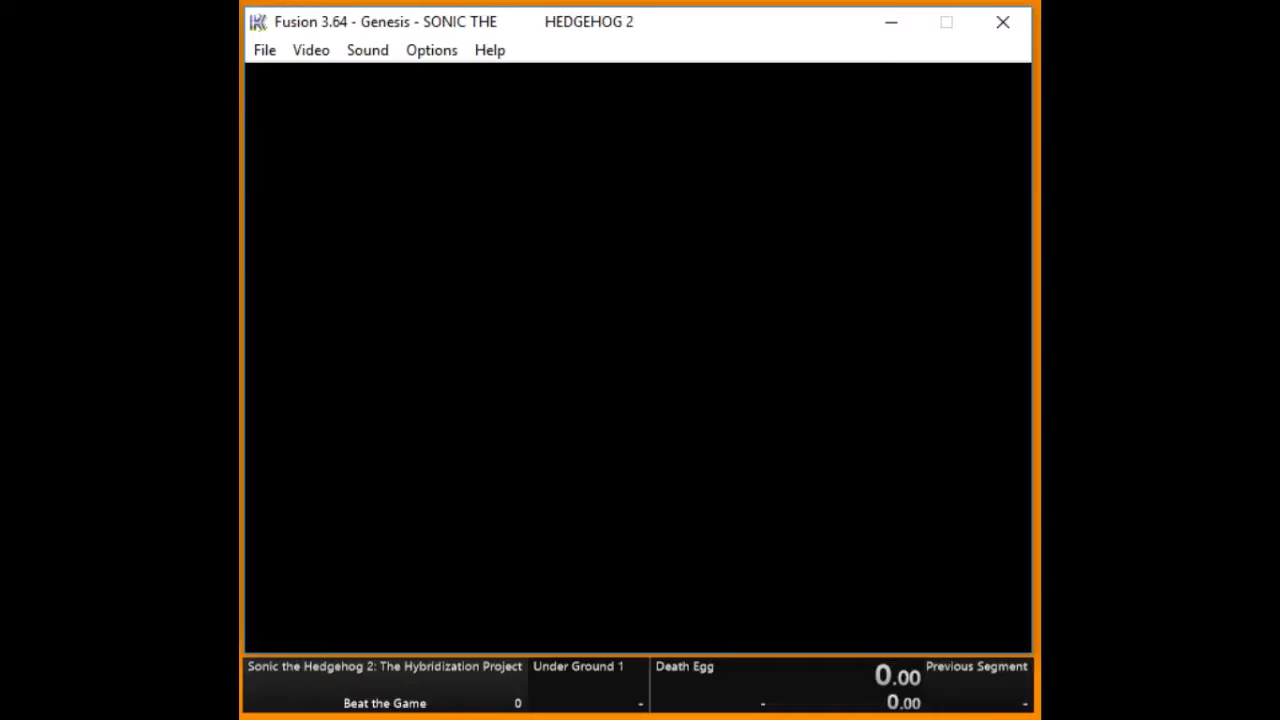 Fusion 3.64 - Genesis - SONIC THE HEDGEHOG 2
File Video Sound Options Help
Sonic the Hedgehog 2: The Hybridization Project Under Ground 1 Death Egg 0.00 Previous Segment
Beat the Game 0 - - 0.00 -